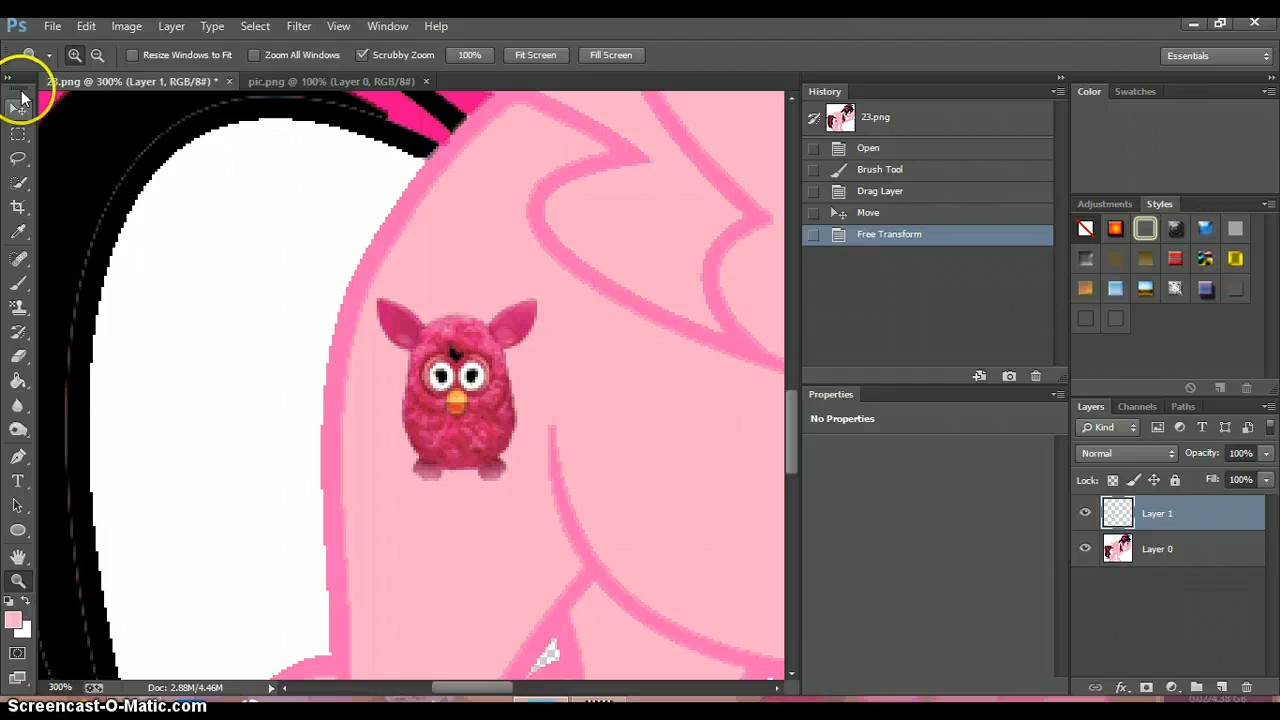 Ps File Edit Image Layer Type Select Filter View Window Help
Resize Windows to Fit Zoom All Windows Scrubby Zoom 100% Fit Screen Fill Screen Essentials
23.png @ 300% (Layer 1, RGB/8#) * × pic.png @ 100% (Layer 0, RGB/8#) ×
History
23.png
Open
Brush Tool
Drag Layer
Move
Free Transform
Properties
No Properties
Color Swatches
Adjustments Styles
Layers Channels Paths
Kind
Normal Opacity: 100%
Lock: Fill: 100%
Layer 1
Layer 0
fx
300% Doc: 2.88M/4.46M
Screencast-O-Matic.com